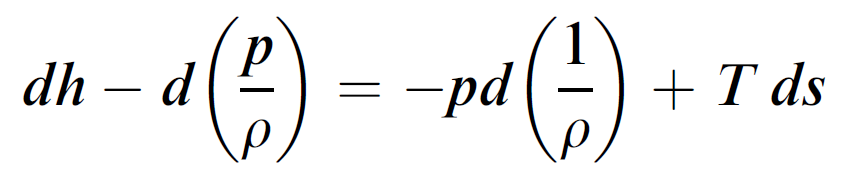 dh − d(p/ρ) = −pd(1/ρ) + T ds